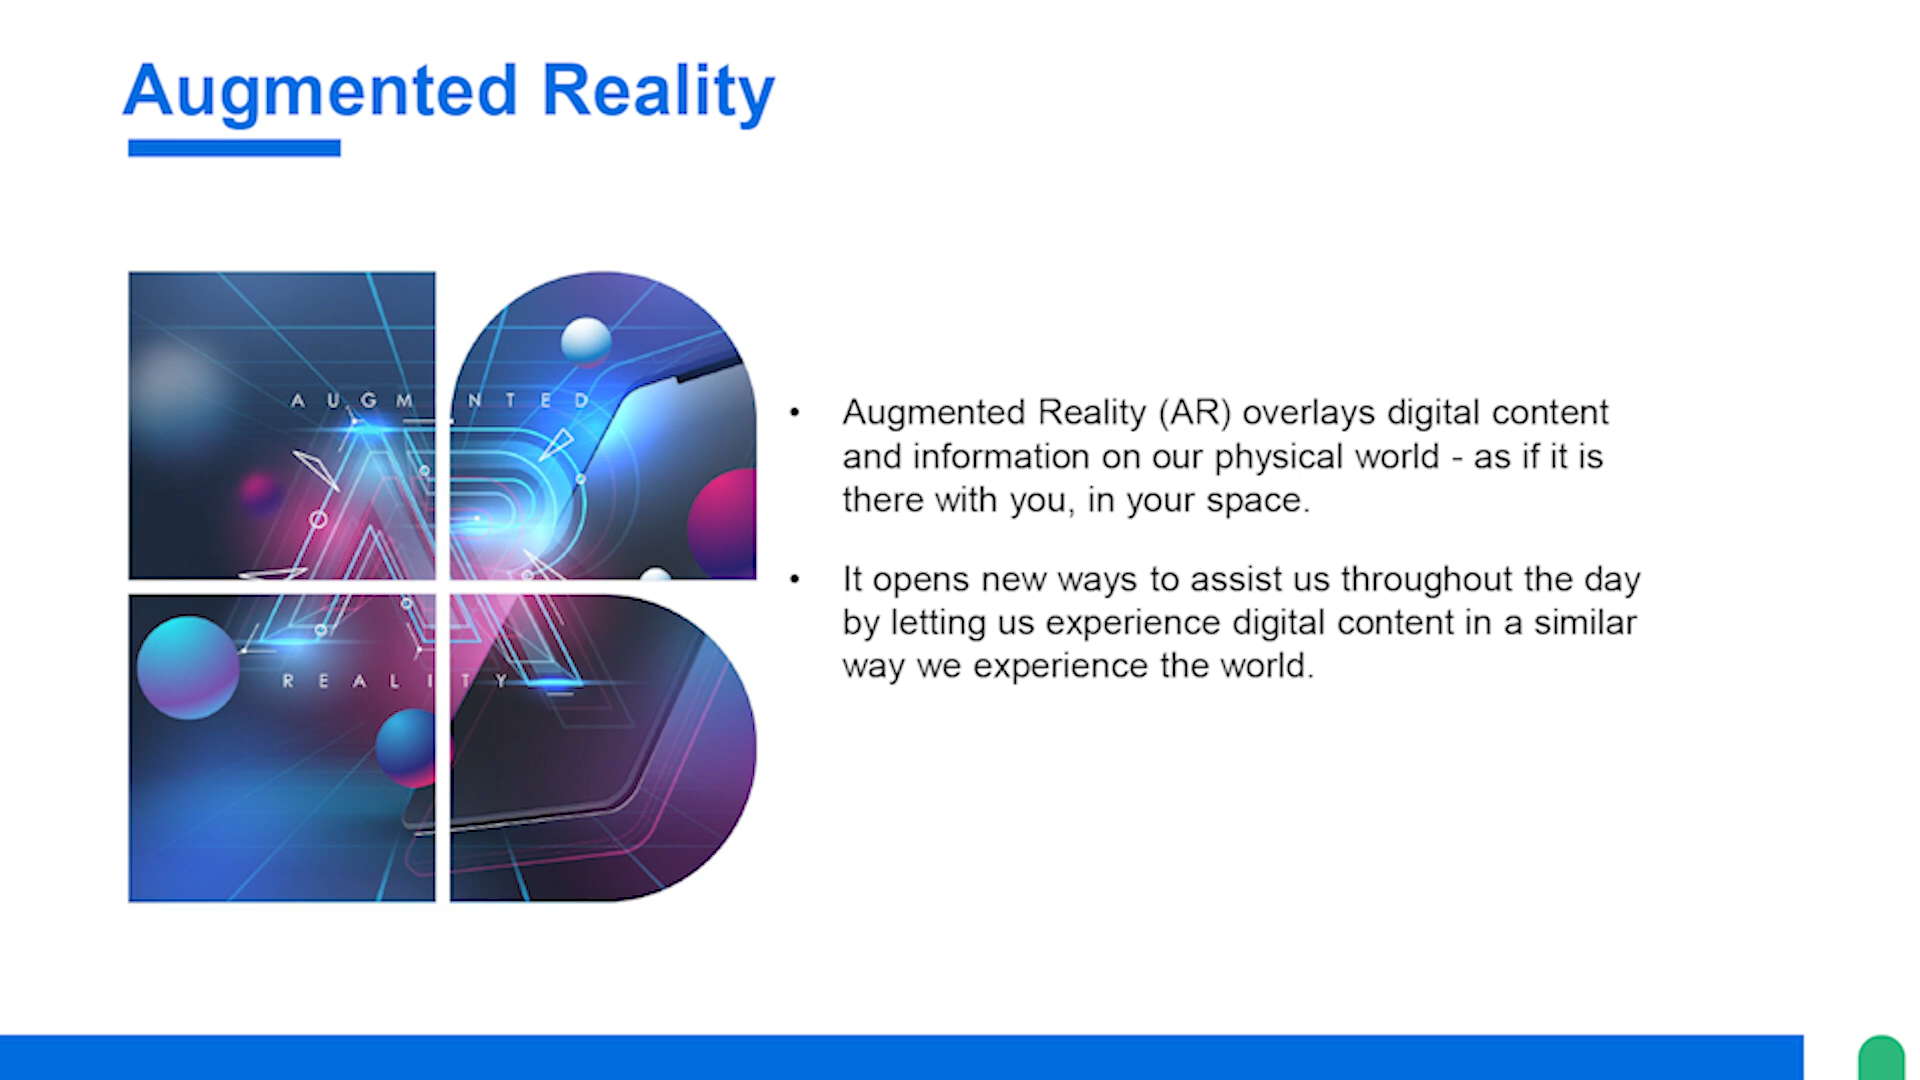 Augmented Reality
AUGM NTED
REALITY
• Augmented Reality (AR) overlays digital content
and information on our physical world - as if it is
there with you, in your space.
• It opens new ways to assist us throughout the day
by letting us experience digital content in a similar
way we experience the world.